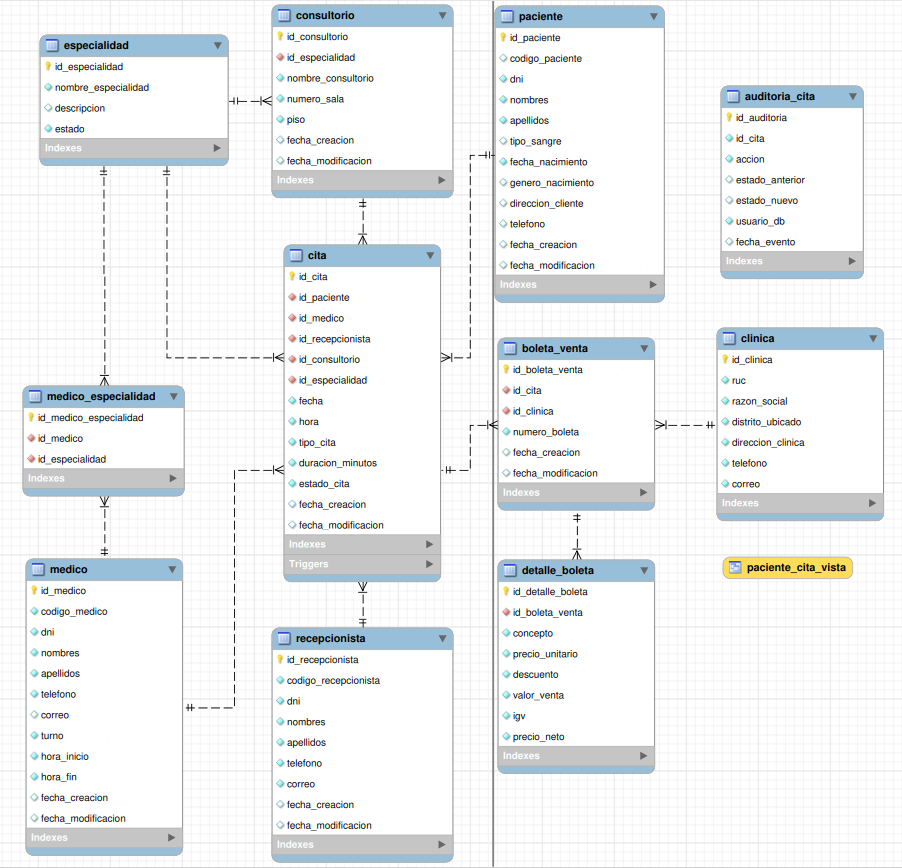 especialidad
id_especialidad
nombre_especialidad
descripcion
estado
Indexes
consultorio
id_consultorio
id_especialidad
nombre_consultorio
numero_sala
piso
fecha_creacion
fecha_modificacion
Indexes
paciente
id_paciente
codigo_paciente
dni
nombres
apellidos
tipo_sangre
fecha_nacimiento
genero_nacimiento
direccion_cliente
telefono
fecha_creacion
fecha_modificacion
Indexes
auditoria_cita
id_auditoria
id_cita
accion
estado_anterior
estado_nuevo
usuario_db
fecha_evento
Indexes
cita
id_cita
id_paciente
id_medico
id_recepcionista
id_consultorio
id_especialidad
fecha
hora
tipo_cita
duracion_minutos
estado_cita
fecha_creacion
fecha_modificacion
Indexes
Triggers
boleta_venta
id_boleta_venta
id_cita
id_clinica
numero_boleta
fecha_creacion
fecha_modificacion
Indexes
clinica
id_clinica
ruc
razon_social
distrito_ubicado
direccion_clinica
telefono
correo
Indexes
medico_especialidad
id_medico_especialidad
id_medico
id_especialidad
Indexes
medico
id_medico
codigo_medico
dni
nombres
apellidos
telefono
correo
turno
hora_inicio
hora_fin
fecha_creacion
fecha_modificacion
Indexes
recepcionista
id_recepcionista
codigo_recepcionista
dni
nombres
apellidos
telefono
correo
fecha_creacion
fecha_modificacion
Indexes
detalle_boleta
id_detalle_boleta
id_boleta_venta
concepto
precio_unitario
descuento
valor_venta
igv
precio_neto
Indexes
paciente_cita_vista